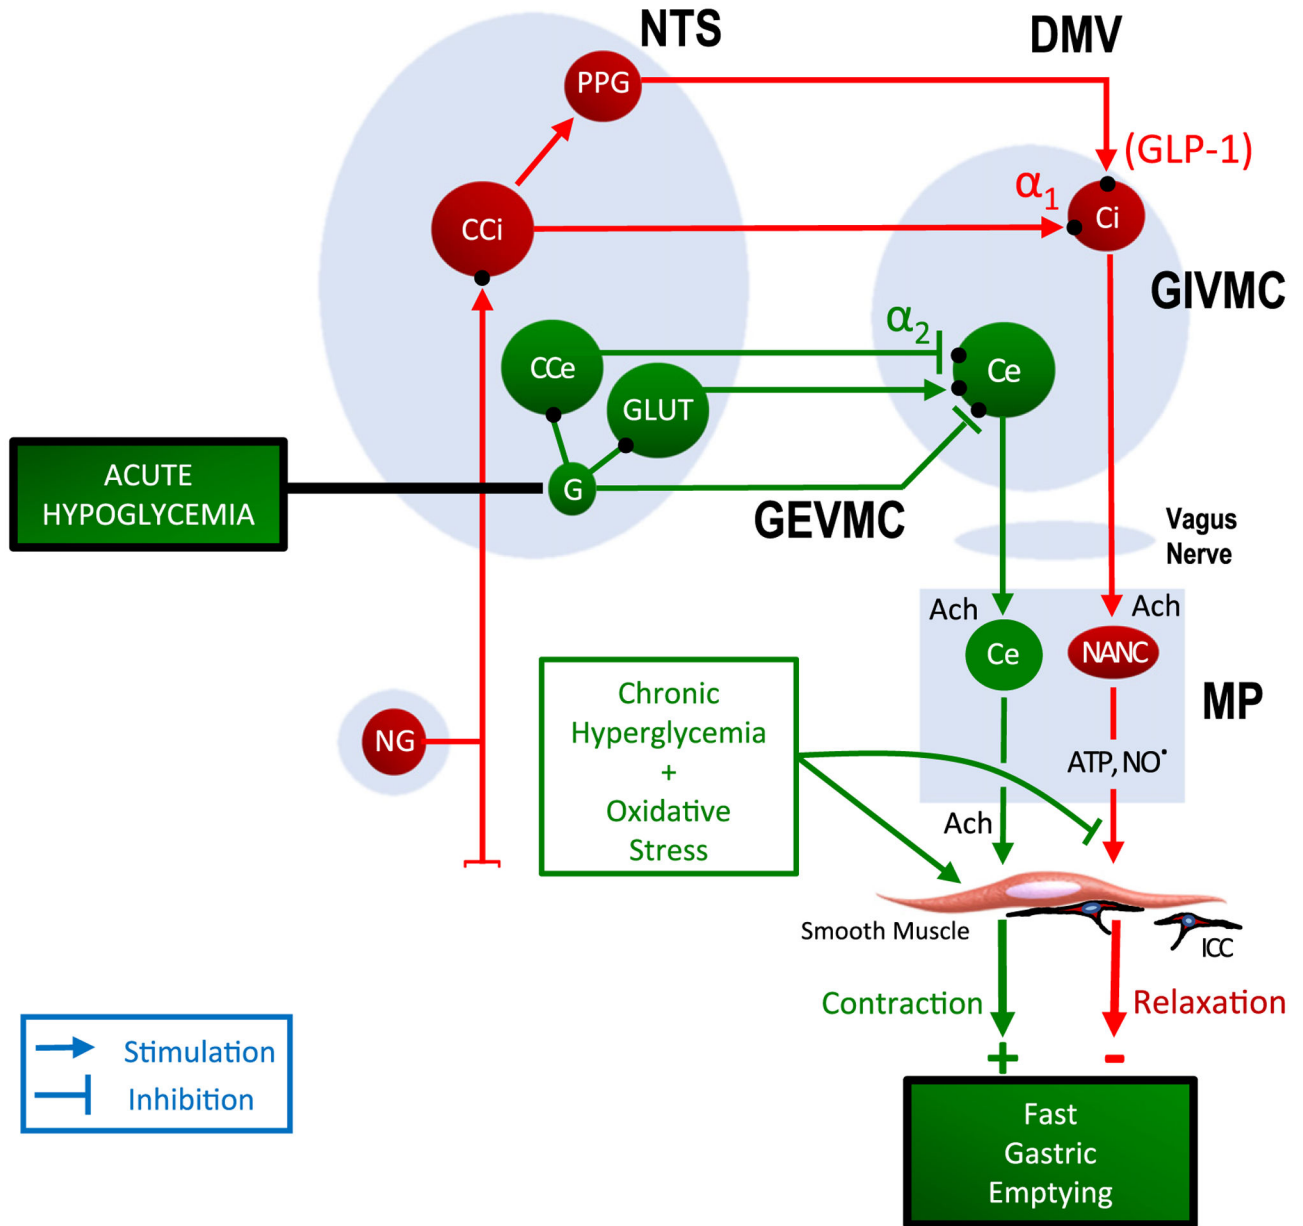 NTS
DMV
PPG
(GLP-1)
α1
Ci
CCi
GIVMC
α2
CCe
Ce
GLUT
ACUTE
HYPOGLYCEMIA
G
GEVMC
Vagus
Nerve
Ach
Ach
Ce
NANC
MP
Chronic
Hyperglycemia
+
Oxidative
Stress
NG
ATP, NO•
Ach
Smooth Muscle
ICC
Contraction
Relaxation
+
-
Stimulation
Inhibition
Fast
Gastric
Emptying